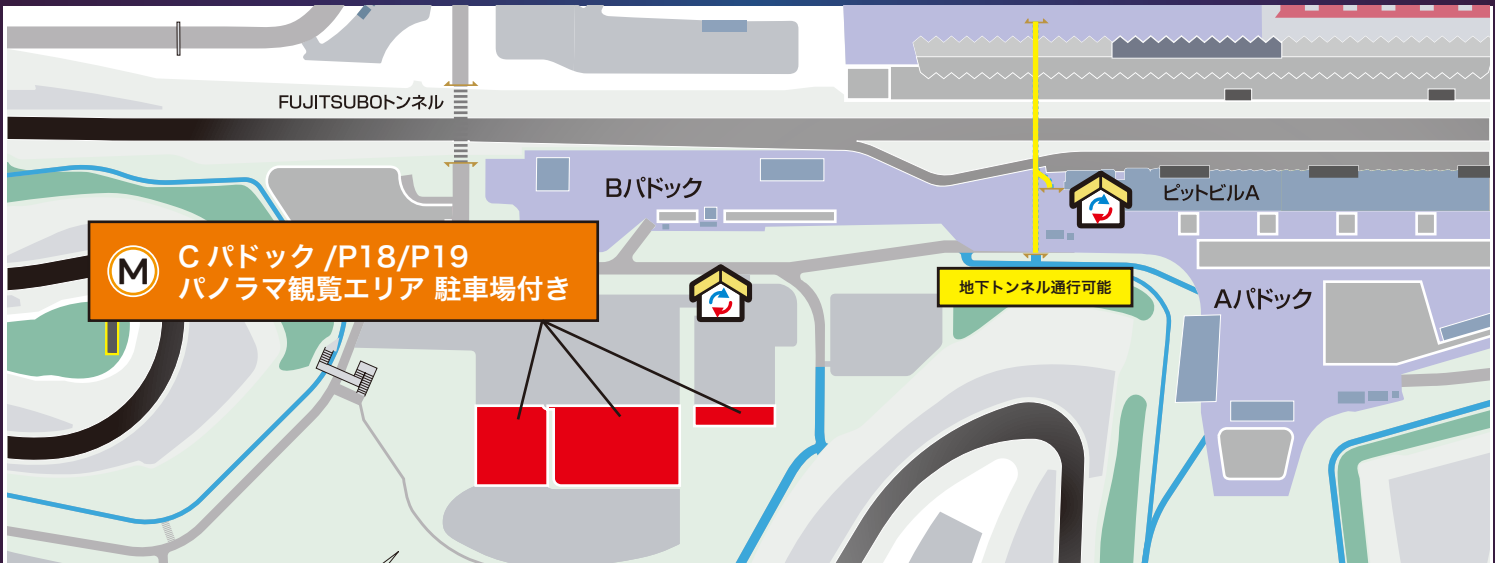 FUJITSUBOトンネル
Bパドック
ピットビルA
M
C パドック /P18/P19
パノラマ観覧エリア 駐車場付き
地下トンネル通行可能
Aパドック